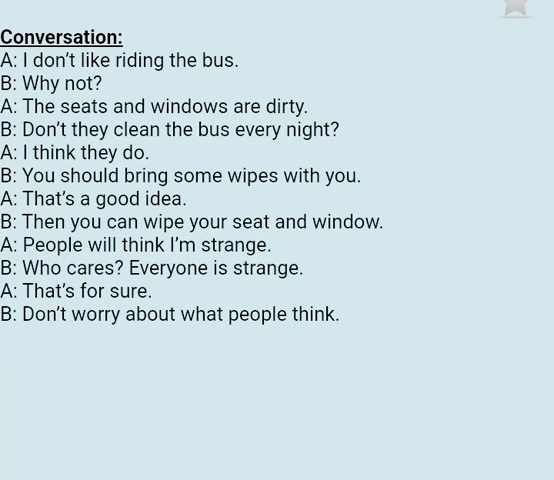 Conversation:
A: I don’t like riding the bus.
B: Why not?
A: The seats and windows are dirty.
B: Don’t they clean the bus every night?
A: I think they do.
B: You should bring some wipes with you.
A: That’s a good idea.
B: Then you can wipe your seat and window.
A: People will think I’m strange.
B: Who cares? Everyone is strange.
A: That’s for sure.
B: Don’t worry about what people think.